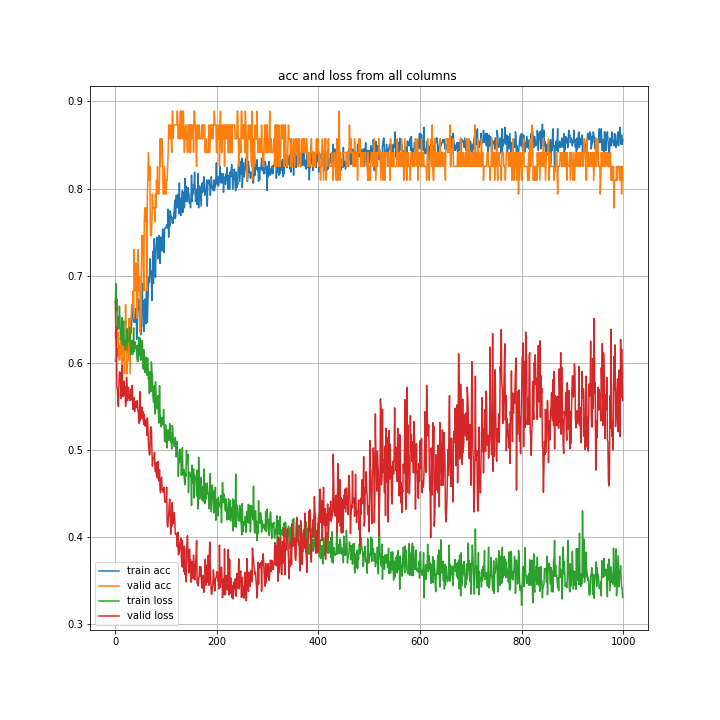 acc and loss from all columns
0.9
0.8
0.7
0.6
0.5
0.4
0.3
train acc
valid acc
train loss
valid loss
0 200 400 600 800 1000